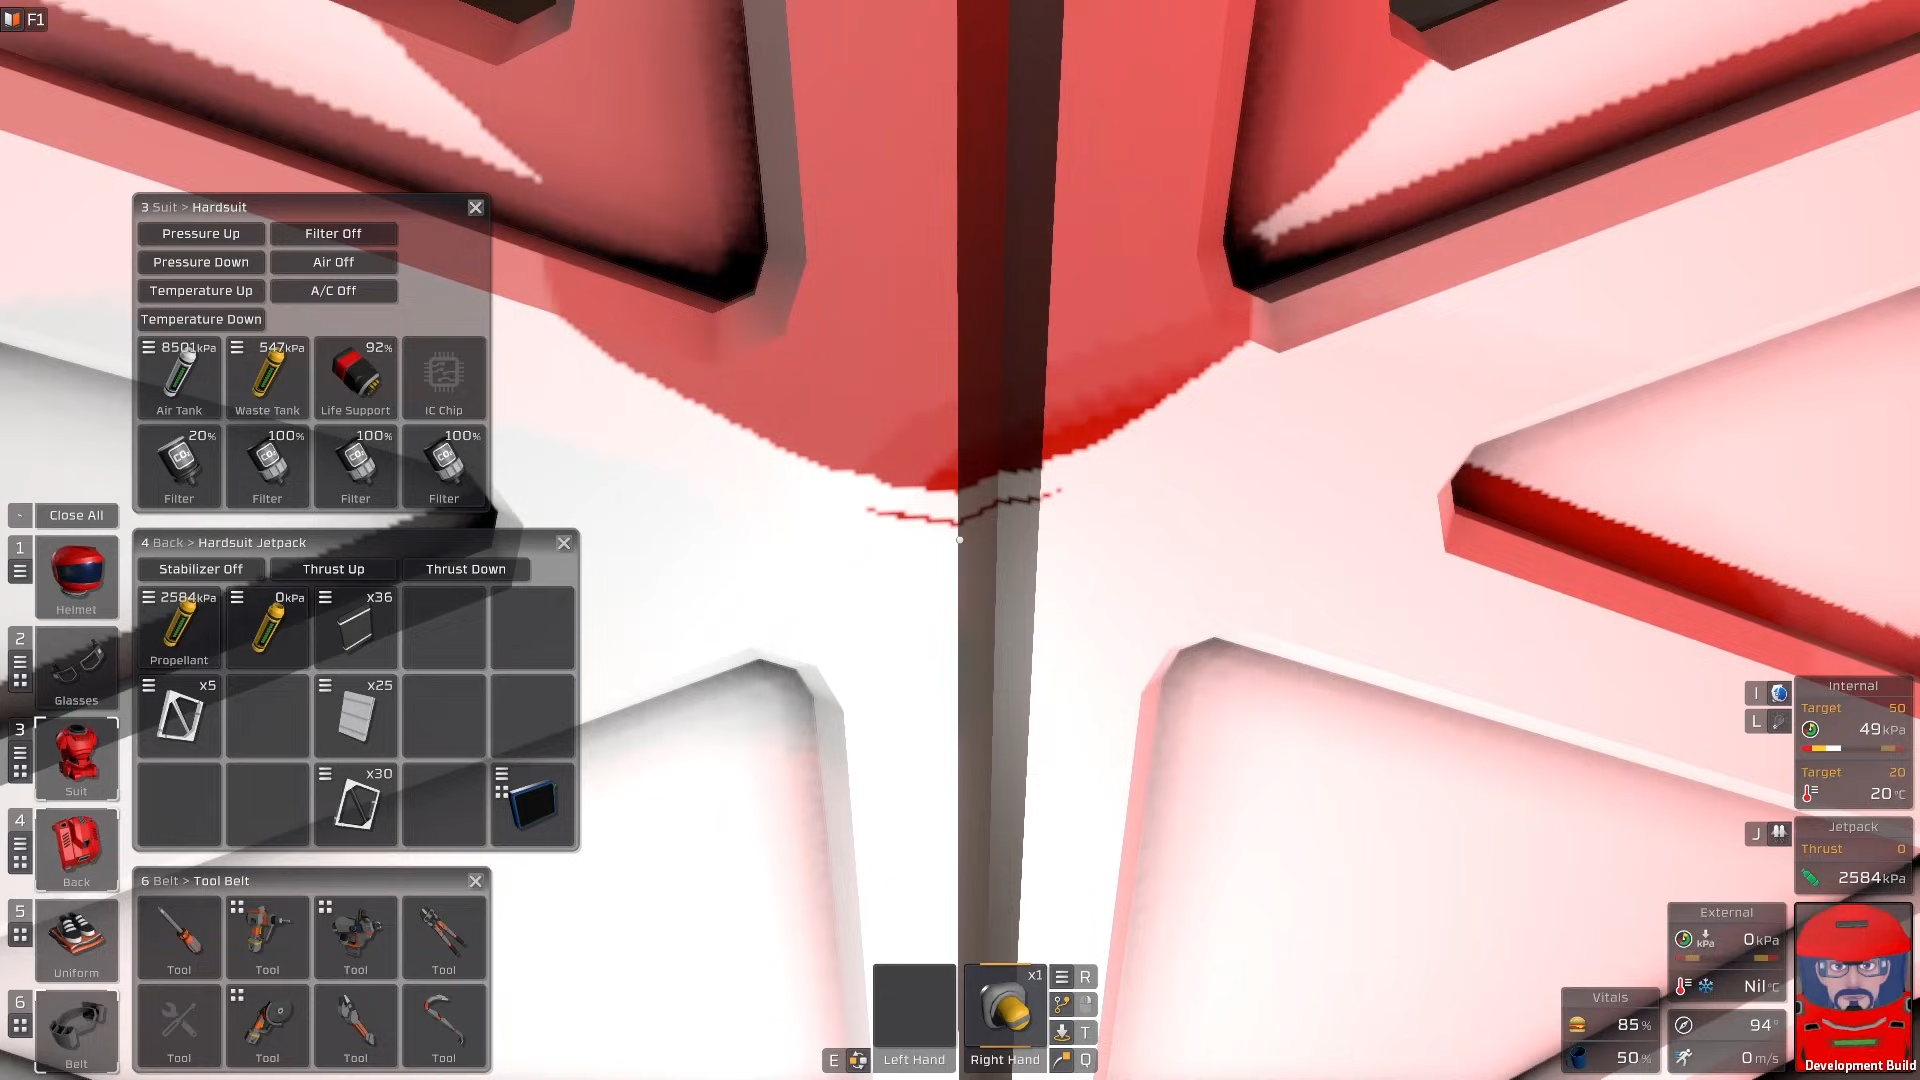 F1
3 Suit > Hardsuit
Pressure Up
Filter Off
Pressure Down
Air Off
Temperature Up
A/C Off
Temperature Down
8501kPa
547kPa
92%
Air Tank
Waste Tank
Life Support
IC Chip
20%
100%
100%
100%
CO₂
CO₂
CO₂
CO₂
Filter
Filter
Filter
Filter
~ Close All
1
Helmet
2
Glasses
3
Suit
4
Back
5
Uniform
6
Belt
4 Back > Hardsuit Jetpack
Stabilizer Off
Thrust Up
Thrust Down
2584kPa
0kPa
x36
Propellant
x5
x25
x30
6 Belt > Tool Belt
Tool
Tool
Tool
Tool
Tool
Tool
Tool
Tool
E
Left Hand
x1
Right Hand
R
T
Q
I
L
Internal
Target 50
49kPa
Target 20
20°C
J
Jetpack
Thrust 0
2584kPa
External
kPa
0kPa
Nil°C
Vitals
85%
50%
94°
0m/s
Development Build